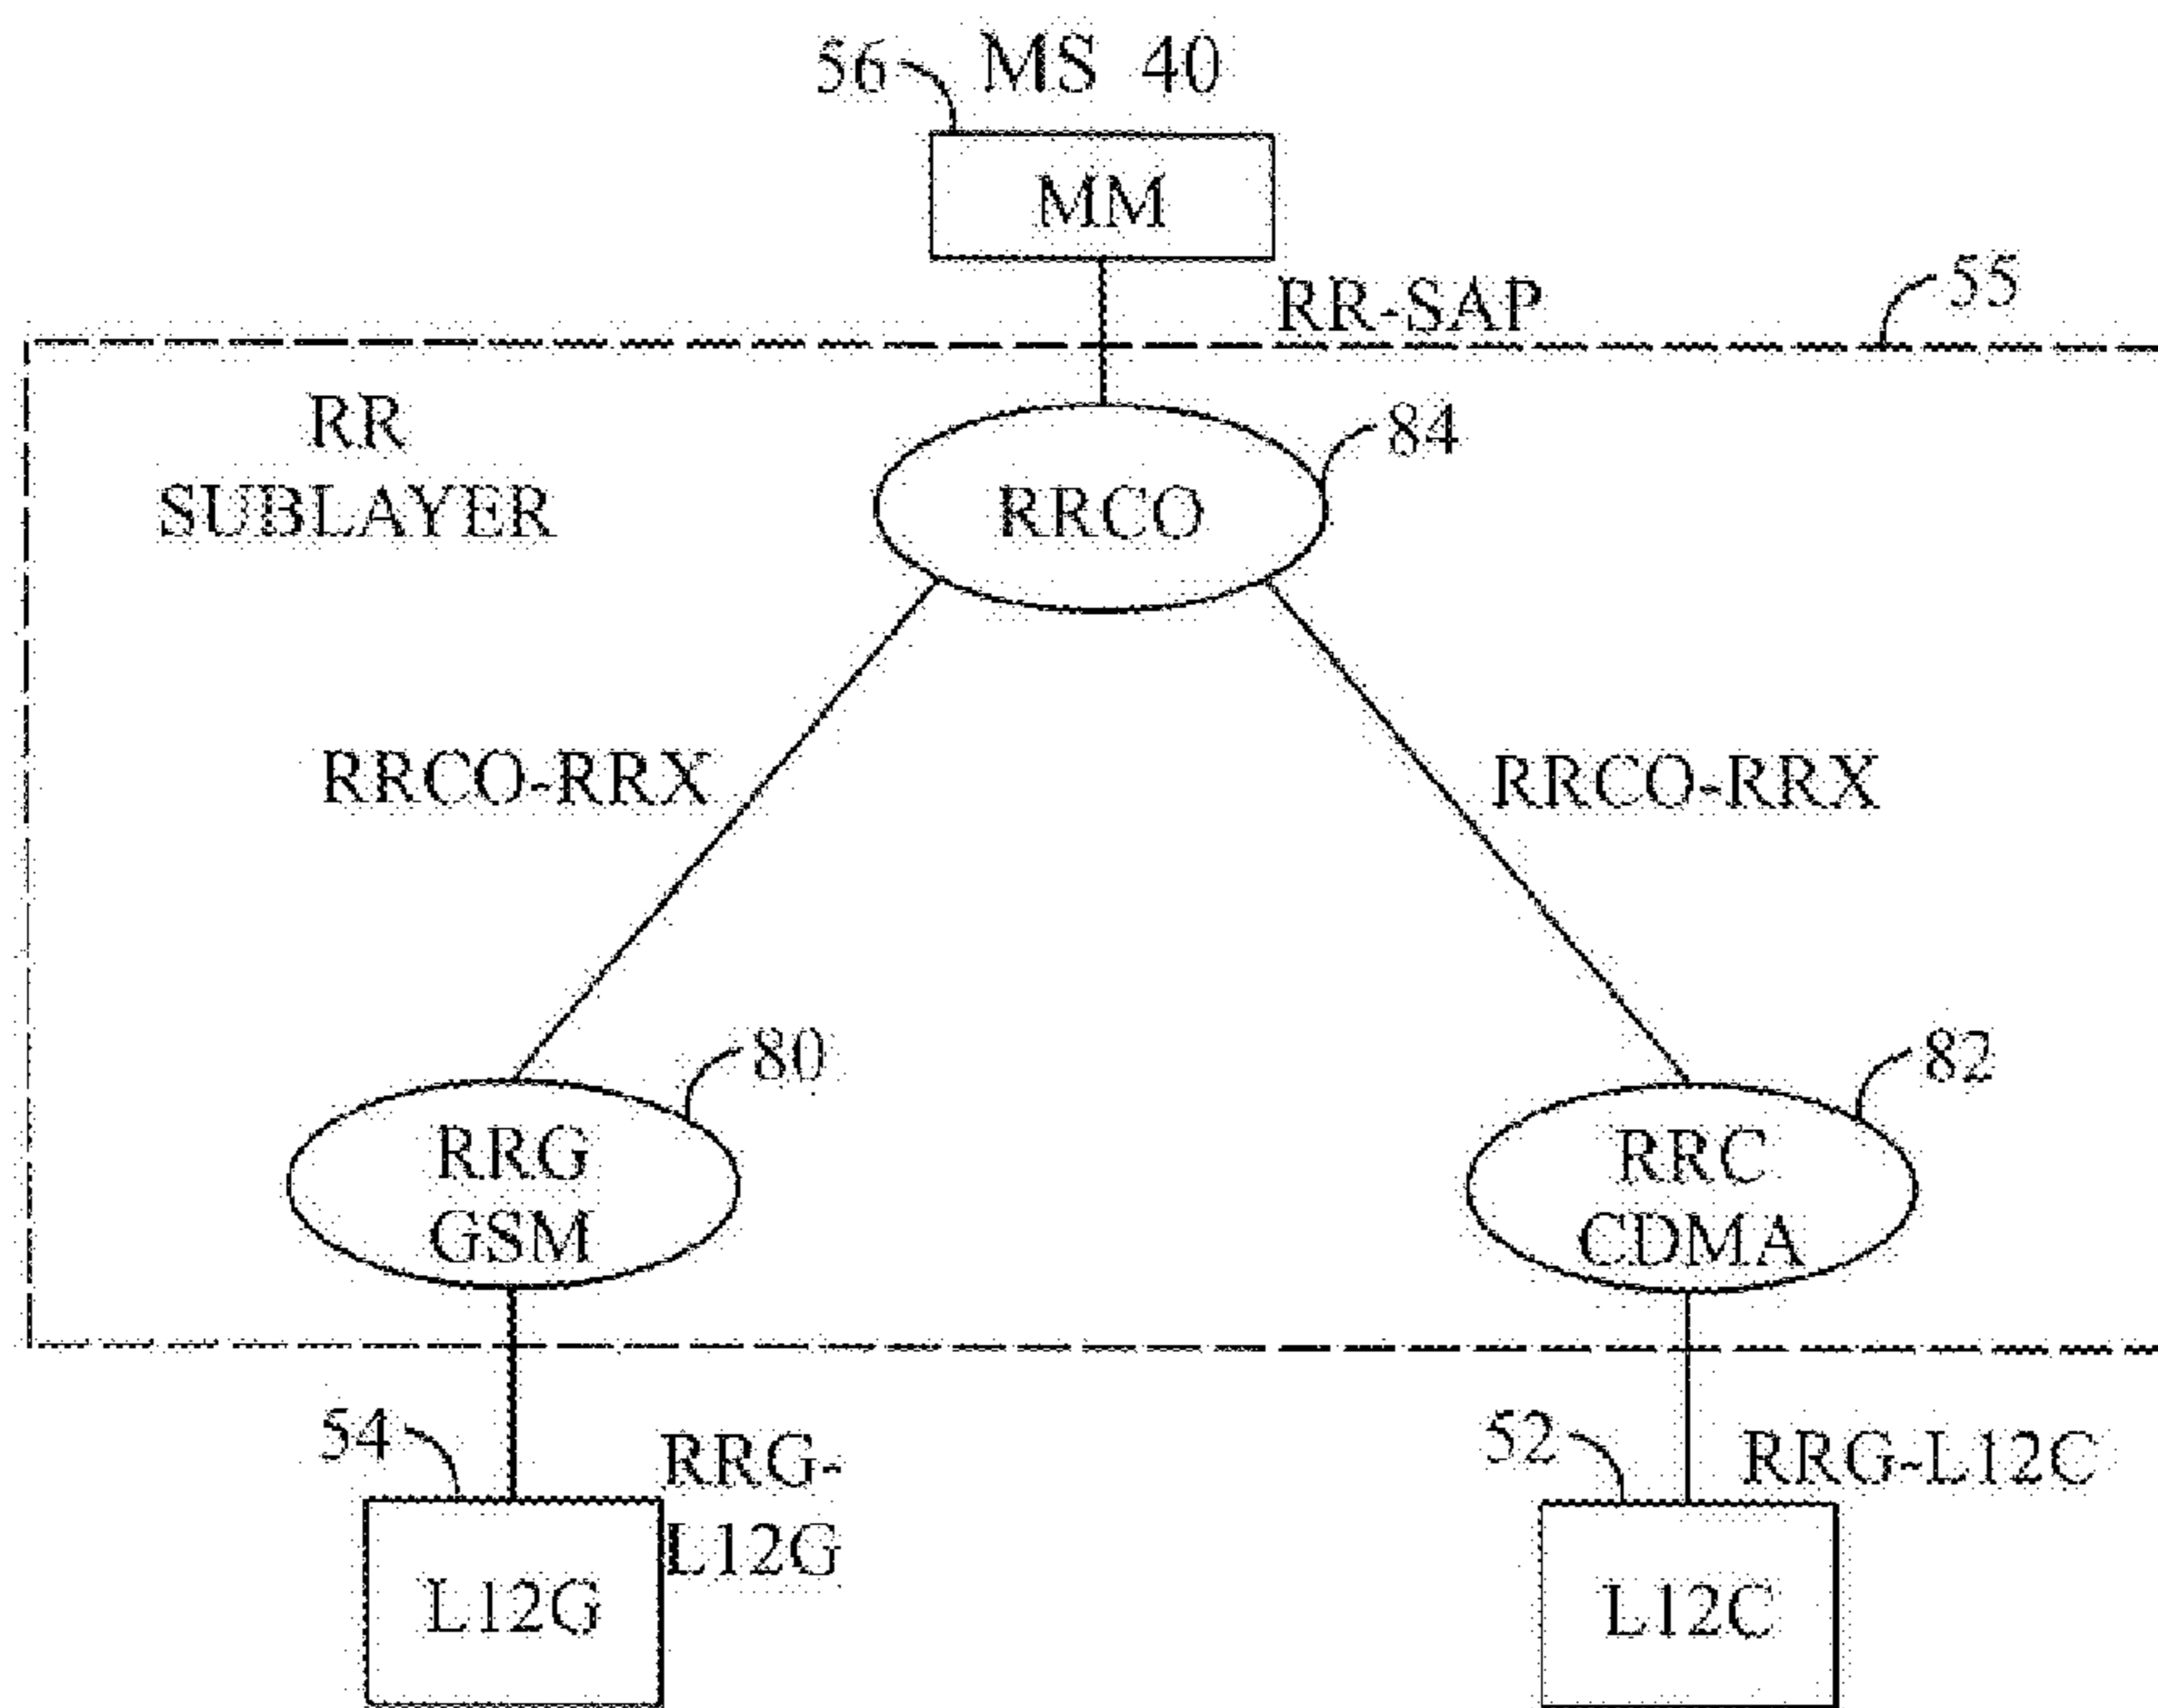 56
MS 40
MM
RR-SAP
55
RR
SUBLAYER
84
RRCO
RRCO-RRX
RRCO-RRX
80
82
RRG
GSM
RRC
CDMA
54
RRG-
L12G
52
RRG-L12C
L12G
L12C